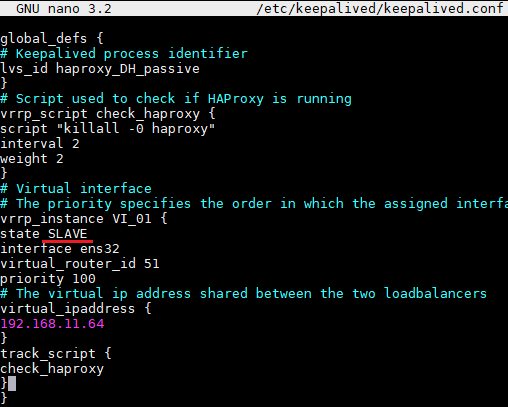 GNU nano 3.2 /etc/keepalived/keepalived.conf
global_defs {
# Keepalived process identifier
lvs_id haproxy_DH_passive
}
# Script used to check if HAProxy is running
vrrp_script check_haproxy {
script "killall -0 haproxy"
interval 2
weight 2
}
# Virtual interface
# The priority specifies the order in which the assigned interfa
vrrp_instance VI_01 {
state SLAVE
interface ens32
virtual_router_id 51
priority 100
# The virtual ip address shared between the two loadbalancers
virtual_ipaddress {
192.168.11.64
}
track_script {
check_haproxy
}
}